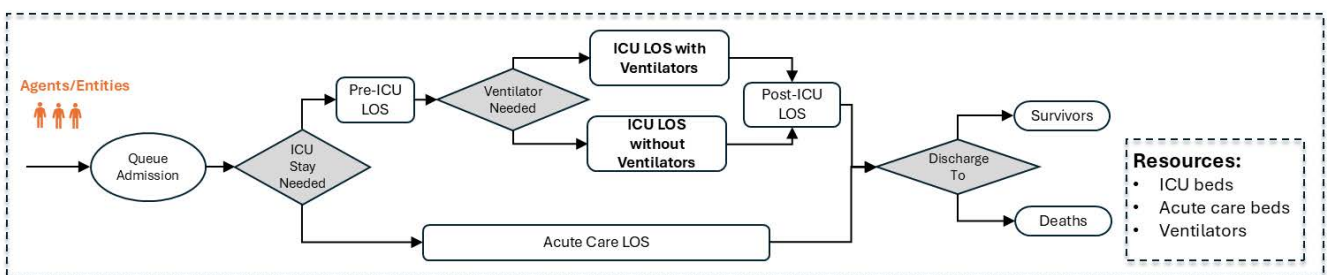 Agents/Entities
Queue
Admission
ICU
Stay
Needed
Pre-ICU
LOS
Ventilator
Needed
ICU LOS with
Ventilators
ICU LOS
without
Ventilators
Post-ICU
LOS
Acute Care LOS
Discharge
To
Survivors
Deaths
Resources:
• ICU beds
• Acute care beds
• Ventilators